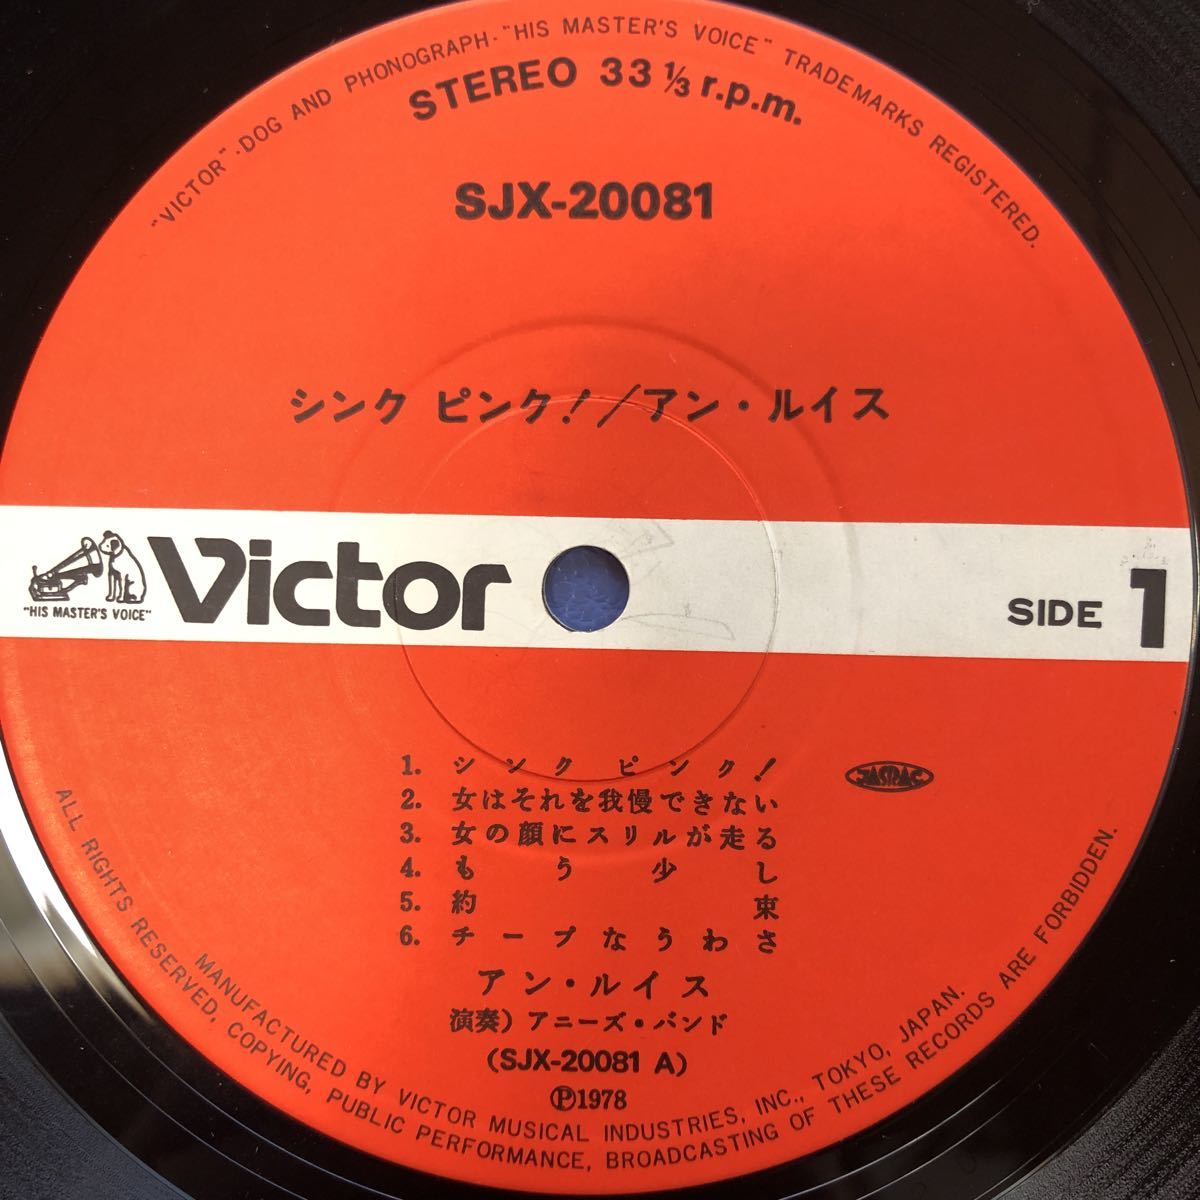 "VICTOR"-DOG AND PHONOGRAPH-"HIS MASTER'S VOICE" TRADEMARKS REGISTERED.
STEREO 33 ⅓ r.p.m.
SJX-20081
シンク ピンク!/アン・ルイス
"HIS MASTER'S VOICE"
Victor
SIDE 1
1. シンク ピンク!
2. 女はそれを我慢できない
3. 女の顔にスリルが走る
4. もう少し
5. 約束
6. チープなうわさ
JASRAC
アン・ルイス
演奏)アニーズ・バンド
(SJX-20081 A)
Ⓟ1978
MANUFACTURED BY VICTOR MUSICAL INDUSTRIES, INC., TOKYO, JAPAN.
ALL RIGHTS RESERVED, COPYING, PUBLIC PERFORMANCE, BROADCASTING OF THESE RECORDS ARE FORBIDDEN.